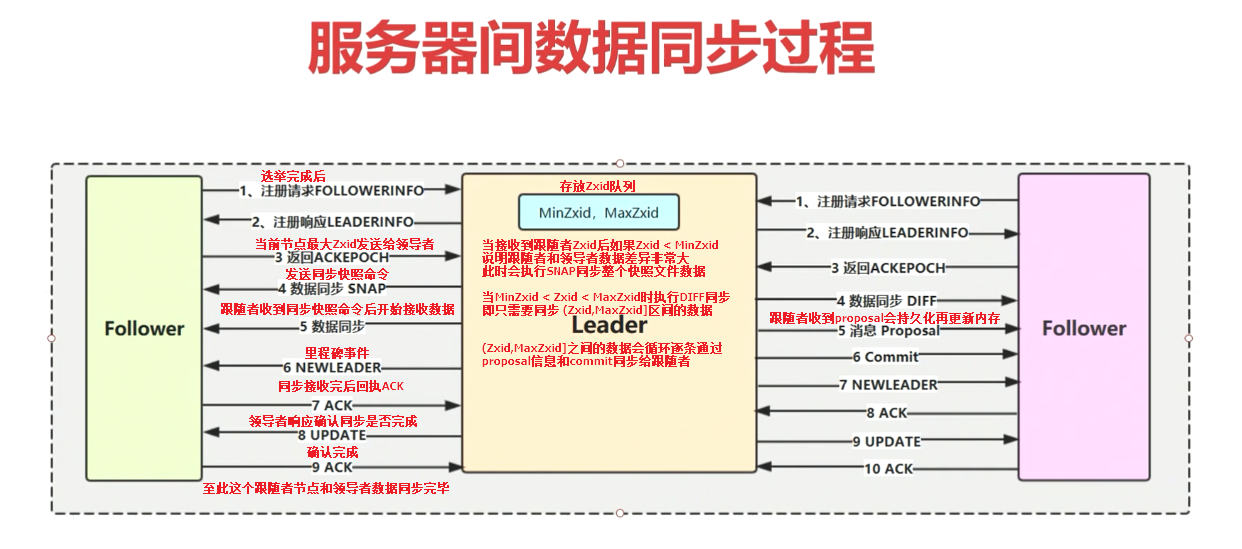 服务器间数据同步过程
选举完成后
1、注册请求FOLLOWERINFO
2、注册响应LEADERINFO
当前节点最大Zxid发送给领导者
3 返回ACKEPOCH
发送同步快照命令
4 数据同步 SNAP
跟随者收到同步快照命令后开始接收数据
5 数据同步
里程碑事件
6 NEWLEADER
同步接收完后回执ACK
7 ACK
领导者响应确认同步是否完成
8 UPDATE
确认完成
9 ACK
至此这个跟随者节点和领导者数据同步完毕
Follower
存放Zxid队列
MinZxid，MaxZxid
当接收到跟随者Zxid后如果Zxid < MinZxid
说明跟随者和领导者数据差异非常大
此时会执行SNAP同步整个快照文件数据
当MinZxid < Zxid < MaxZxid时执行DIFF同步
即只需要同步 (Zxid,MaxZxid]区间的数据
Leader
(Zxid,MaxZxid]之间的数据会循环逐条通过
proposal信息和commit同步给跟随者
1、注册请求FOLLOWERINFO
2、注册响应LEADERINFO
3 返回ACKEPOCH
4 数据同步 DIFF
跟随者收到proposal会持久化再更新内存
5 消息 Proposal
6 Commit
7 NEWLEADER
8 ACK
9 UPDATE
10 ACK
Follower